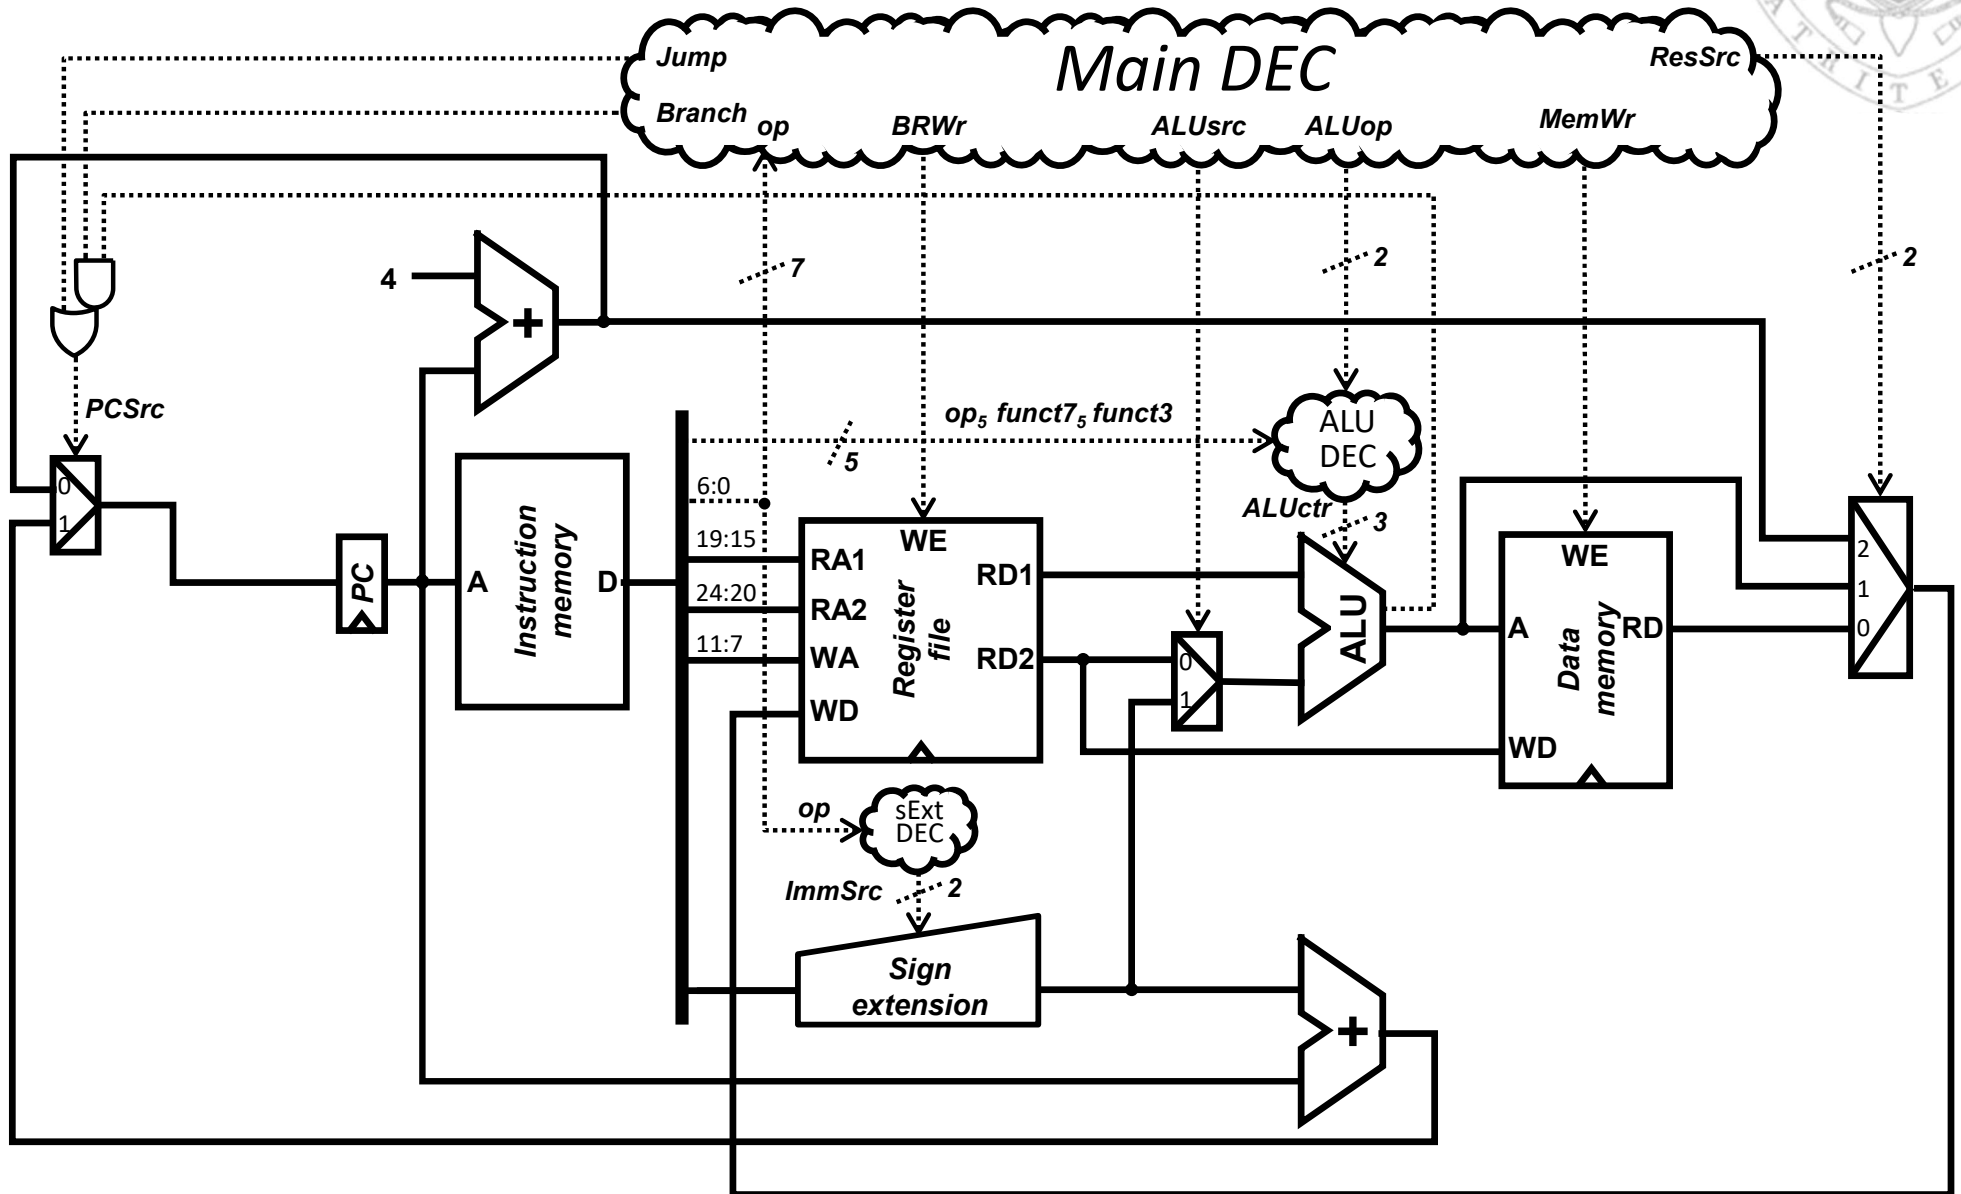 Jump
Main DEC
ResSrc
Branch
op
BRWr
ALUsrc
ALUop
MemWr
4
7
2
2
+
PCSrc
op5 funct75 funct3
5
ALU
DEC
0
1
6:0
ALUctr
3
PC
A
Instruction
memory
D
19:15
24:20
11:7
RA1
RA2
WA
WD
WE
Register
file
RD1
RD2
0
1
ALU
WE
A
Data
memory
RD
WD
2
1
0
op
sExt
DEC
ImmSrc
2
Sign
extension
+
A T R I T E